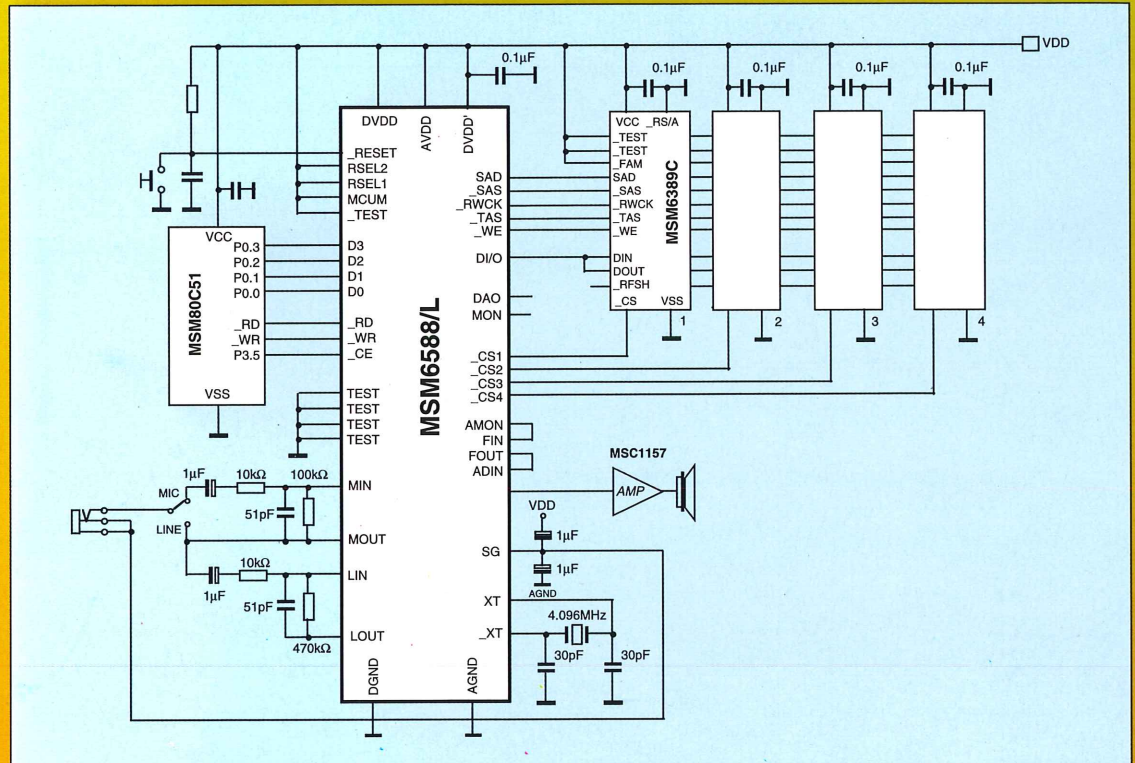 VDD
0.1µF
0.1µF
0.1µF
0.1µF
0.1µF
DVDD
AVDD
DVDD'
_RESET
RSEL2
RSEL1
MCUM
_TEST
VCC
P0.3
P0.2
P0.1
P0.0
_RD
_WR
P3.5
VSS
MSM80C51
D3
D2
D1
D0
_RD
_WR
_CE
TEST
TEST
TEST
TEST
MSM6588/L
SAD
_SAS
_RWCK
_TAS
_WE
DI/O
DAO
MON
_CS1
_CS2
_CS3
_CS4
AMON
FIN
FOUT
ADIN
SG
XT
_XT
VCC
_RS/A
_TEST
_TEST
_FAM
SAD
_SAS
_RWCK
_TAS
_WE
DIN
DOUT
_RFSH
_CS
VSS
MSM6389C
1
2
3
4
MSC1157
AMP
VDD
1µF
1µF
AGND
4.096MHz
30pF
30pF
MIC
LINE
1µF
10kΩ
100kΩ
51pF
MIN
MOUT
10kΩ
1µF
51pF
470kΩ
LIN
LOUT
DGND
AGND